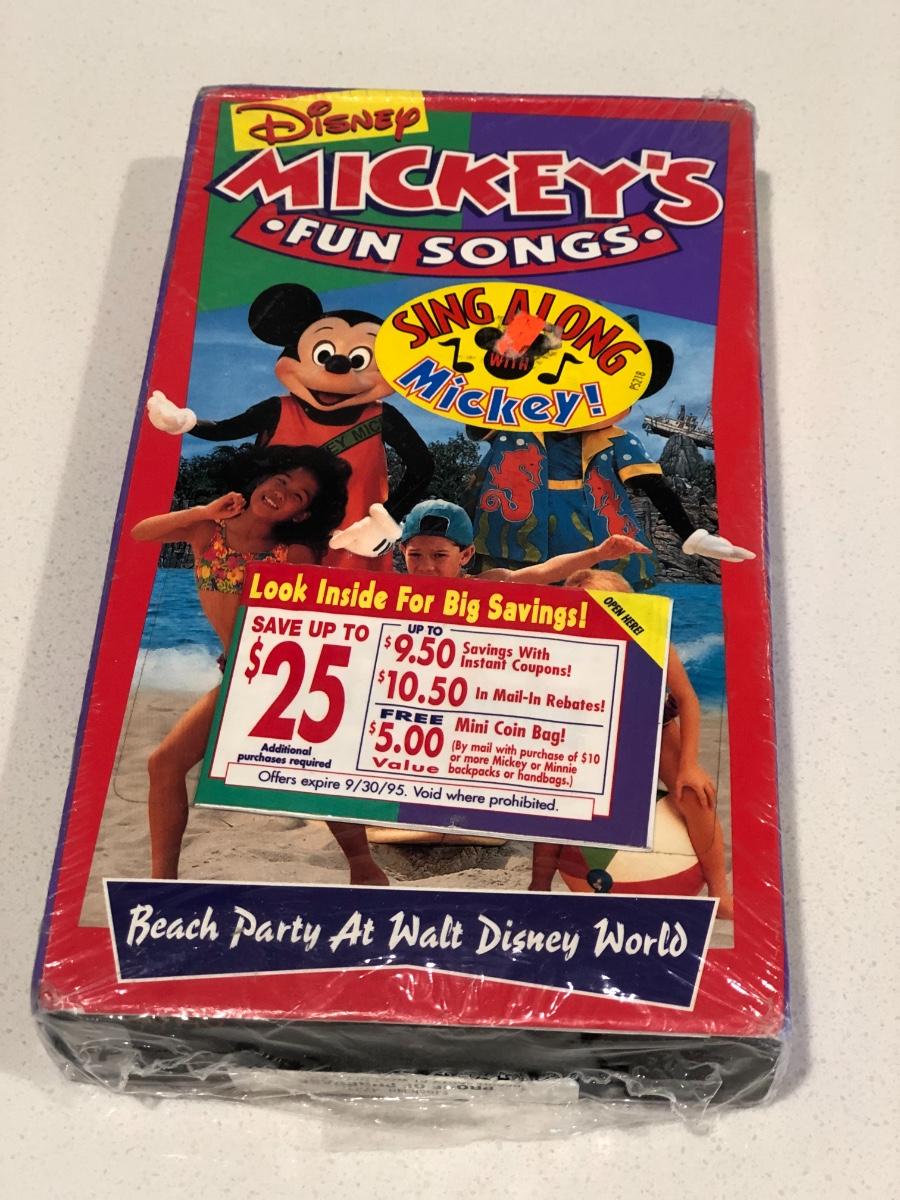 Disney
MICKEY'S
•FUN SONGS•
SING ALONG
WITH
Mickey!
P5218
EY MIC
Look Inside For Big Savings!
OPEN HERE!
SAVE UP TO
$25
Additional
purchases required
UP TO
$9.50 Savings With
Instant Coupons!
$10.50 In Mail-In Rebates!
FREE
$5.00
Value
Mini Coin Bag!
(By mail with purchase of $10
or more Mickey or Minnie
backpacks or handbags.)
Offers expire 9/30/95. Void where prohibited.
Beach Party At Walt Disney World